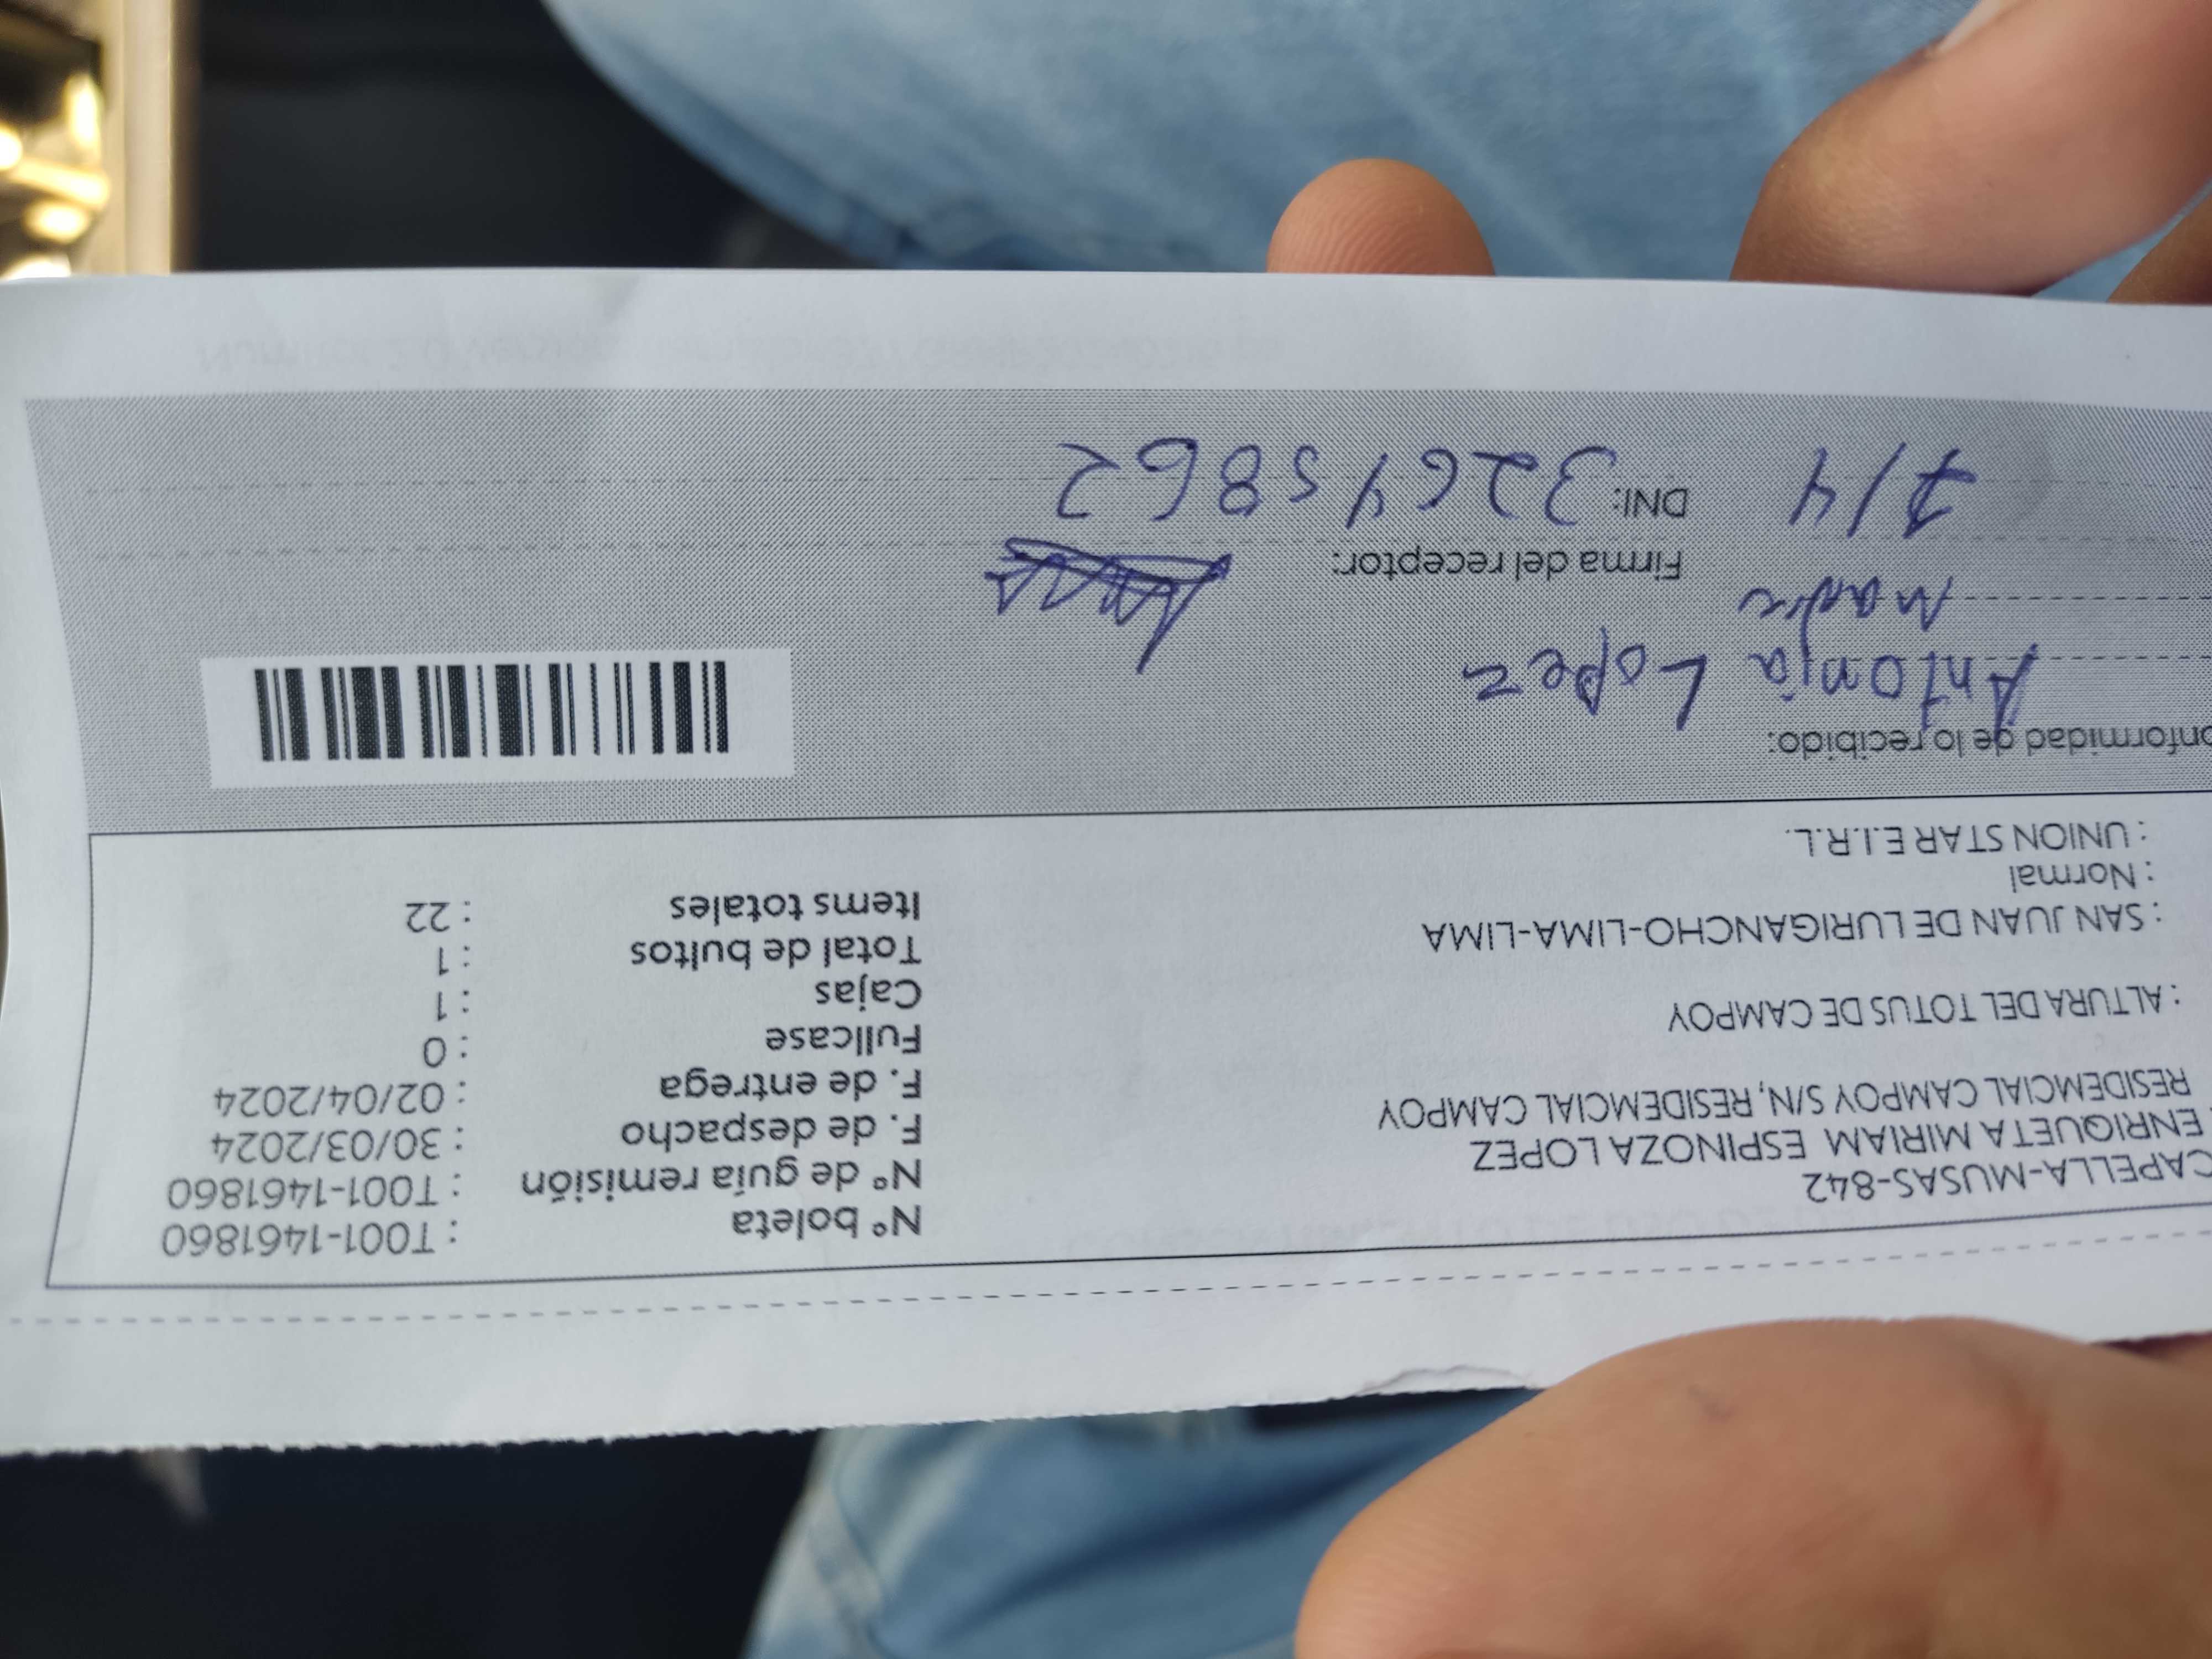 CAPELLA-MUSAS-842
ENRIQUETA MIRIAM ESPINOZA LOPEZ
RESIDEMCIAL CAMPOY S/N, RESIDEMCIAL CAMPOY
: ALTURA DEL TOTUS DE CAMPOY
: SAN JUAN DE LURIGANCHO-LIMA-LIMA
: Normal
: UNION STAR E.I.R.L.
N° boleta : T001-1461860
N° de guía remisión : T001-1461860
F. de despacho : 30/03/2024
F. de entrega : 02/04/2024
Fullcase : 0
Cajas : 1
Total de bultos : 1
Items totales : 22
onformidad de lo recibido:
Antonia Lopez
Madre
Firma del receptor:
2/4
DNI: 32645862